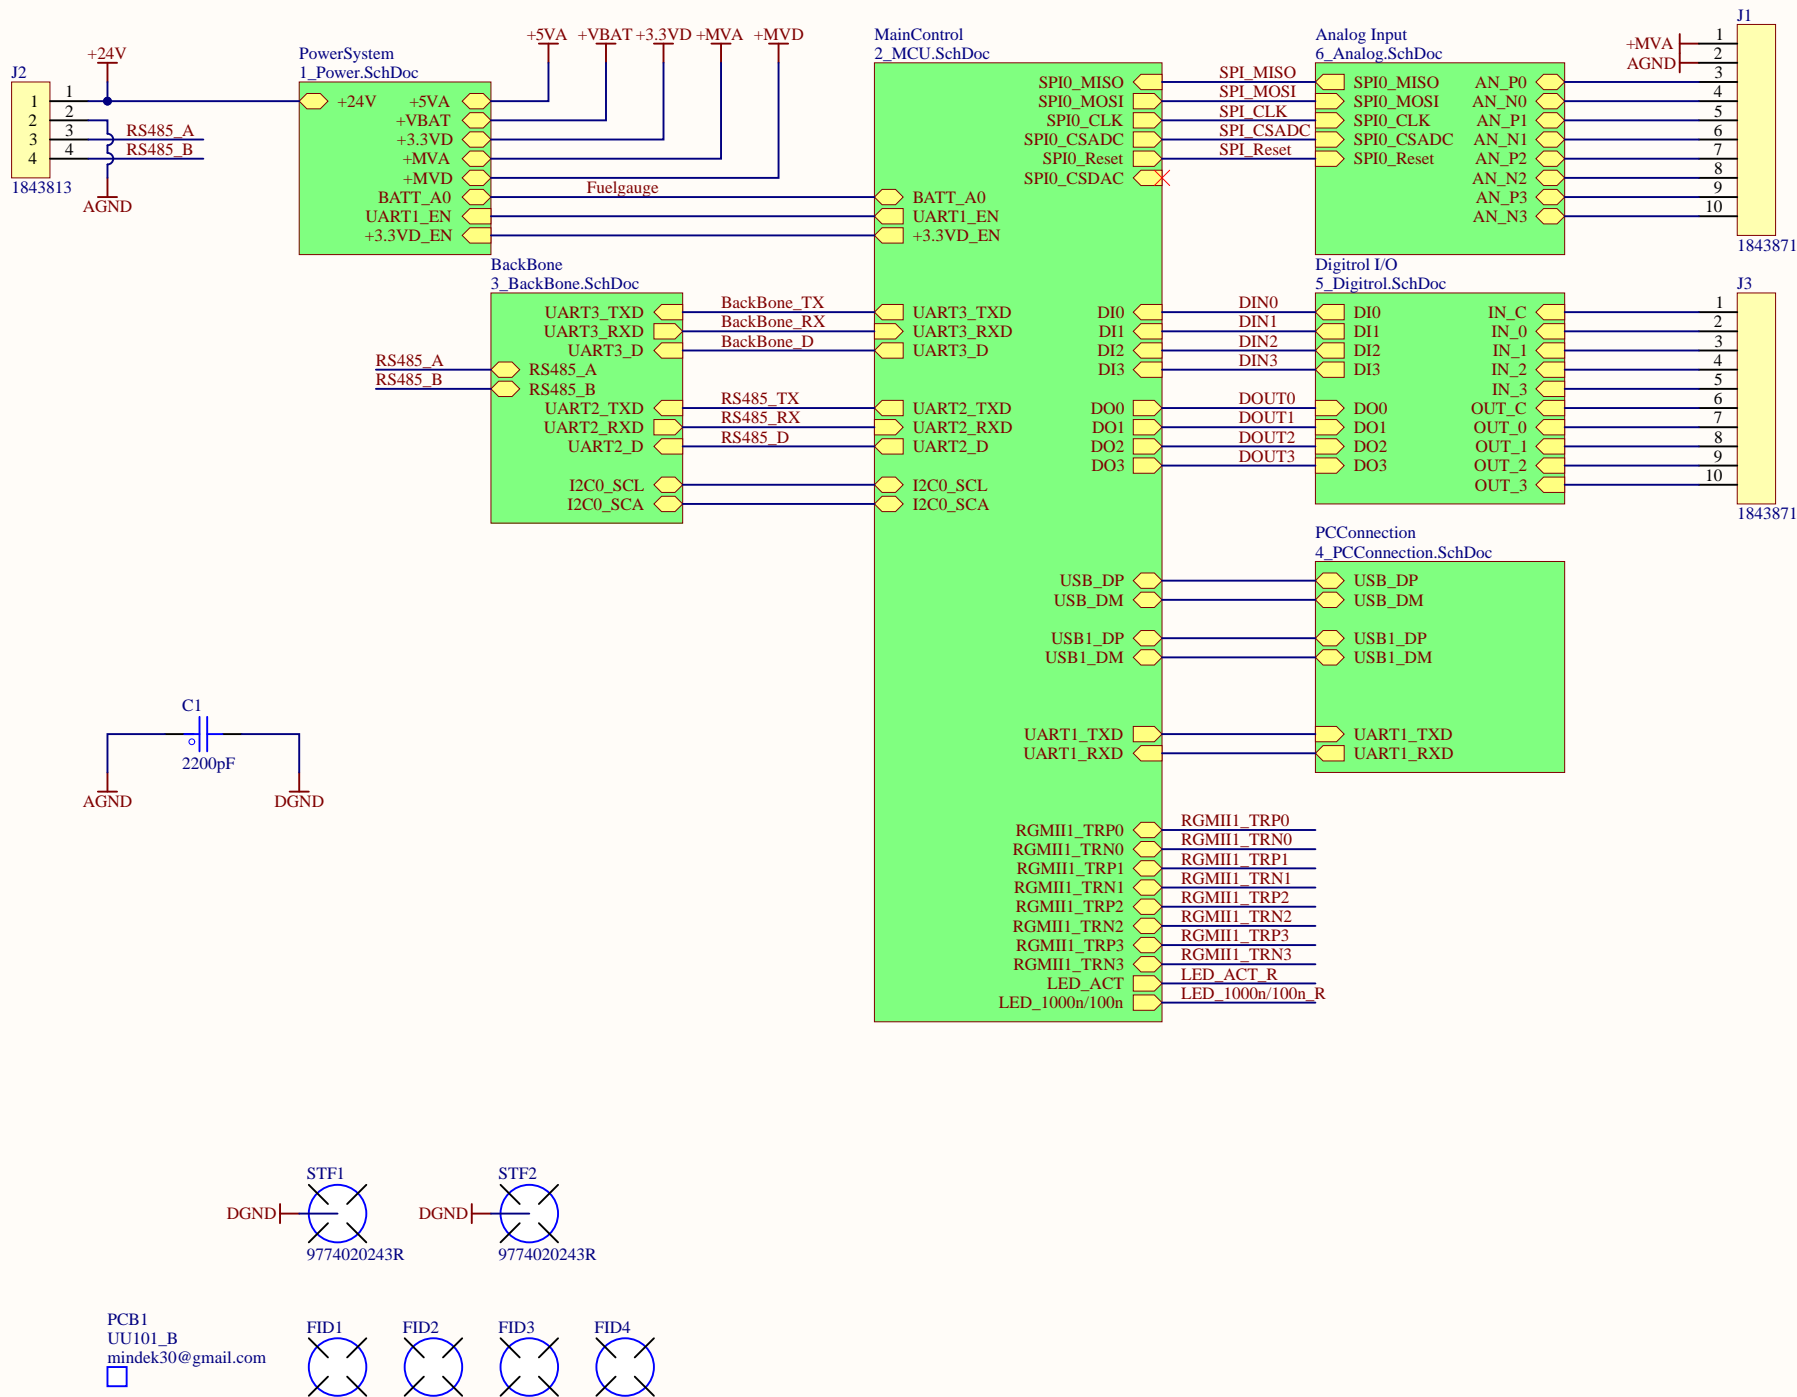 J2
1843813
1
2
3
4
1
2
3
4
+24V
RS485_A
RS485_B
AGND
PowerSystem
1_Power.SchDoc
+24V
+5VA
+VBAT
+3.3VD
+MVA
+MVD
BATT_A0
UART1_EN
+3.3VD_EN
+5VA
+VBAT
+3.3VD
+MVA
+MVD
Fuelgauge
BackBone
3_BackBone.SchDoc
UART3_TXD
UART3_RXD
UART3_D
RS485_A
RS485_B
UART2_TXD
UART2_RXD
UART2_D
I2C0_SCL
I2C0_SCA
RS485_A
RS485_B
BackBone_TX
BackBone_RX
BackBone_D
RS485_TX
RS485_RX
RS485_D
MainControl
2_MCU.SchDoc
BATT_A0
UART1_EN
+3.3VD_EN
UART3_TXD
UART3_RXD
UART3_D
UART2_TXD
UART2_RXD
UART2_D
I2C0_SCL
I2C0_SCA
SPI0_MISO
SPI0_MOSI
SPI0_CLK
SPI0_CSADC
SPI0_Reset
SPI0_CSDAC
DI0
DI1
DI2
DI3
DO0
DO1
DO2
DO3
USB_DP
USB_DM
USB1_DP
USB1_DM
UART1_TXD
UART1_RXD
RGMII1_TRP0
RGMII1_TRN0
RGMII1_TRP1
RGMII1_TRN1
RGMII1_TRP2
RGMII1_TRN2
RGMII1_TRP3
RGMII1_TRN3
LED_ACT
LED_1000n/100n
SPI_MISO
SPI_MOSI
SPI_CLK
SPI_CSADC
SPI_Reset
DIN0
DIN1
DIN2
DIN3
DOUT0
DOUT1
DOUT2
DOUT3
RGMII1_TRP0
RGMII1_TRN0
RGMII1_TRP1
RGMII1_TRN1
RGMII1_TRP2
RGMII1_TRN2
RGMII1_TRP3
RGMII1_TRN3
LED_ACT_R
LED_1000n/100n_R
Analog Input
6_Analog.SchDoc
SPI0_MISO
SPI0_MOSI
SPI0_CLK
SPI0_CSADC
SPI0_Reset
AN_P0
AN_N0
AN_P1
AN_N1
AN_P2
AN_N2
AN_P3
AN_N3
+MVA
AGND
J1
1
2
3
4
5
6
7
8
9
10
1843871
Digitrol I/O
5_Digitrol.SchDoc
DI0
DI1
DI2
DI3
DO0
DO1
DO2
DO3
IN_C
IN_0
IN_1
IN_2
IN_3
OUT_C
OUT_0
OUT_1
OUT_2
OUT_3
J3
1
2
3
4
5
6
7
8
9
10
1843871
PCConnection
4_PCConnection.SchDoc
USB_DP
USB_DM
USB1_DP
USB1_DM
UART1_TXD
UART1_RXD
C1
2200pF
AGND
DGND
STF1
DGND
9774020243R
STF2
DGND
9774020243R
PCB1
UU101_B
mindek30@gmail.com
FID1
FID2
FID3
FID4